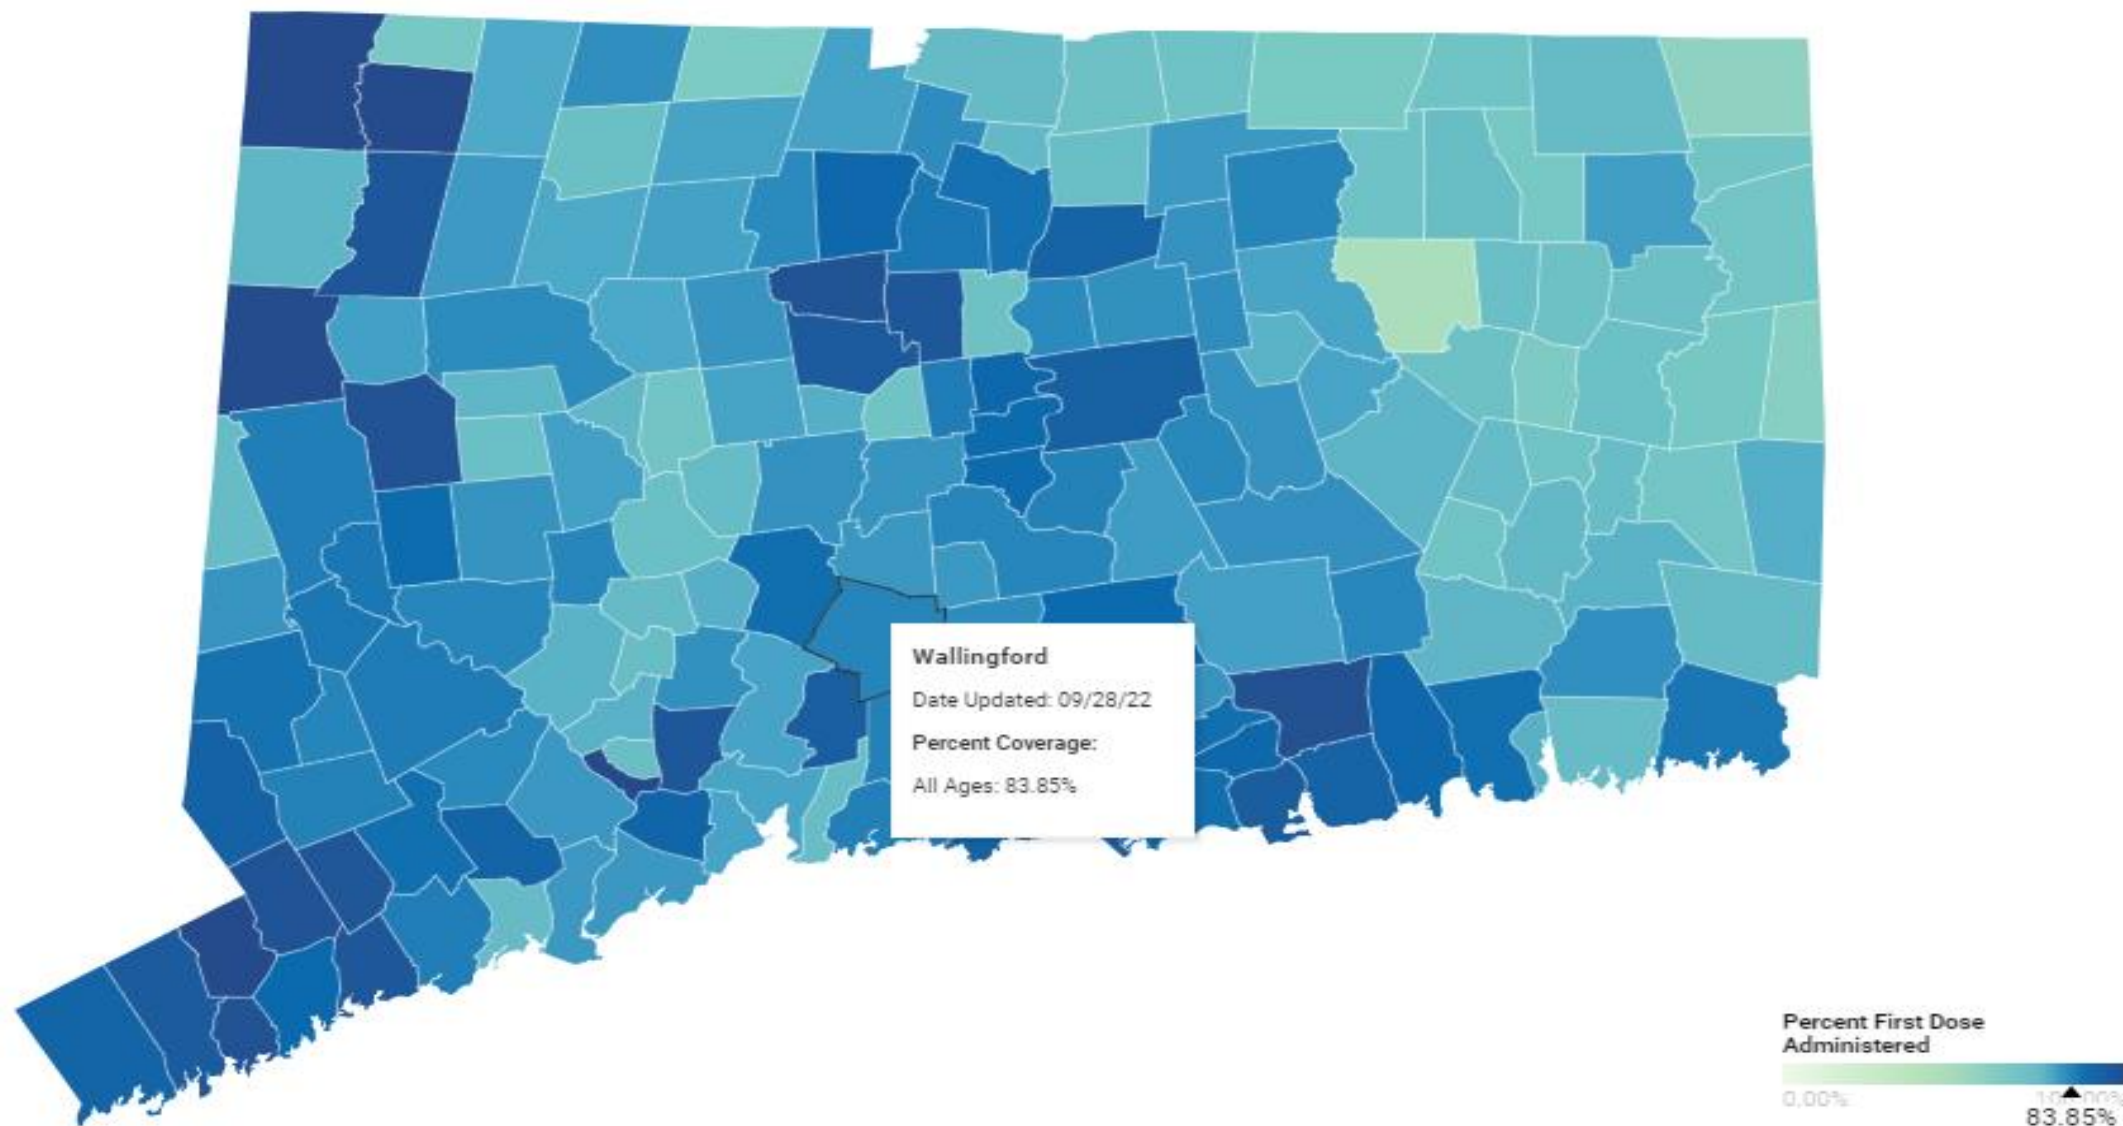 Wallingford
Date Updated: 09/28/22
Percent Coverage:
All Ages: 83.85%
Percent First Dose
Administered
0.00%
83.85%